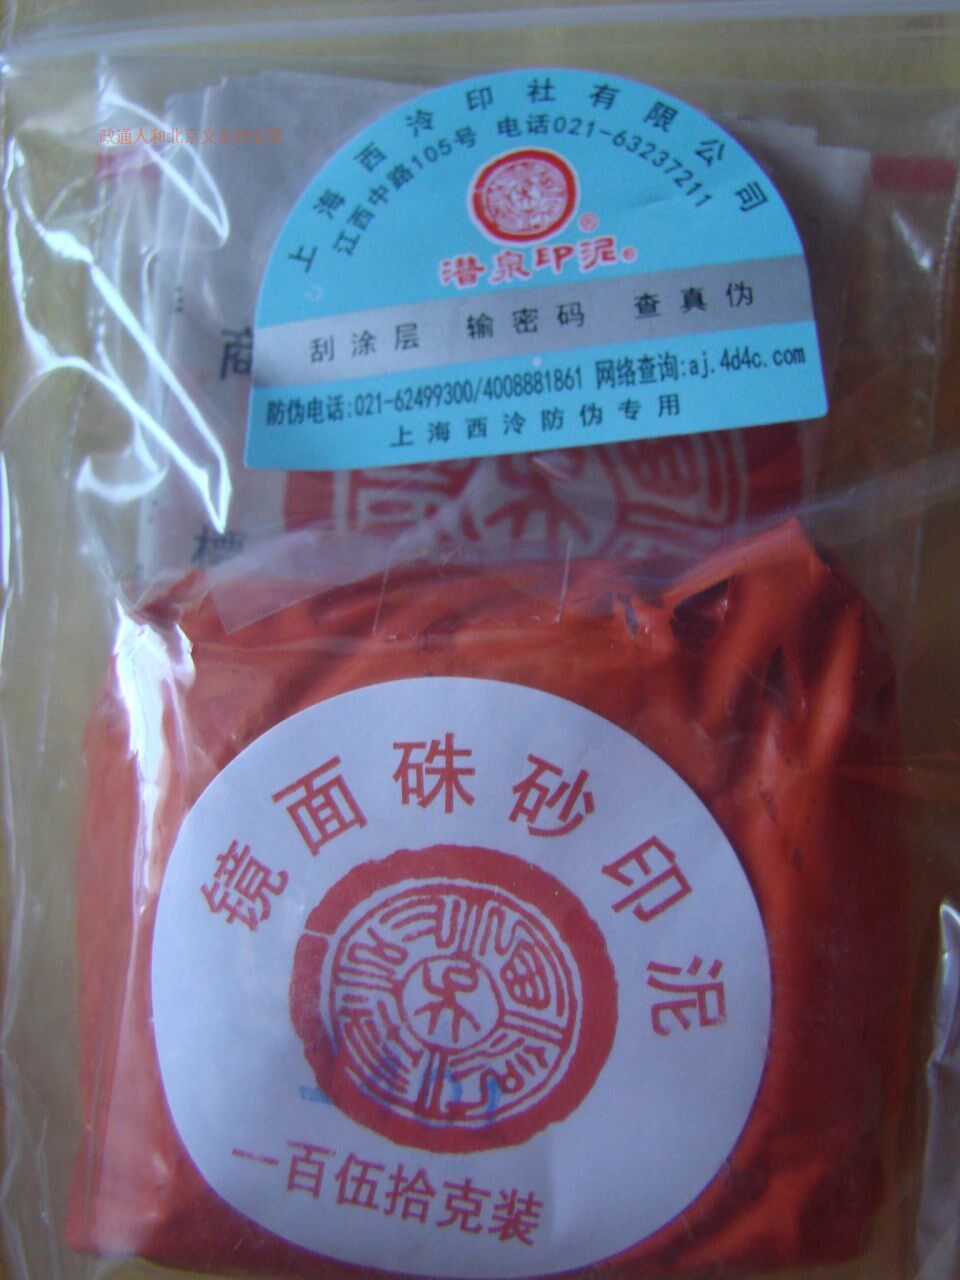 政通人和北京文房四宝堂
上海西泠印社有限公司
江西中路105号 电话021-63237211
潜泉印泥
刮涂层 输密码 查真伪
防伪电话:021-62499300/4008881861 网络查询:aj.4d4c.com
上海西泠防伪专用
商
標
镜面硃砂印泥
一百伍拾克装